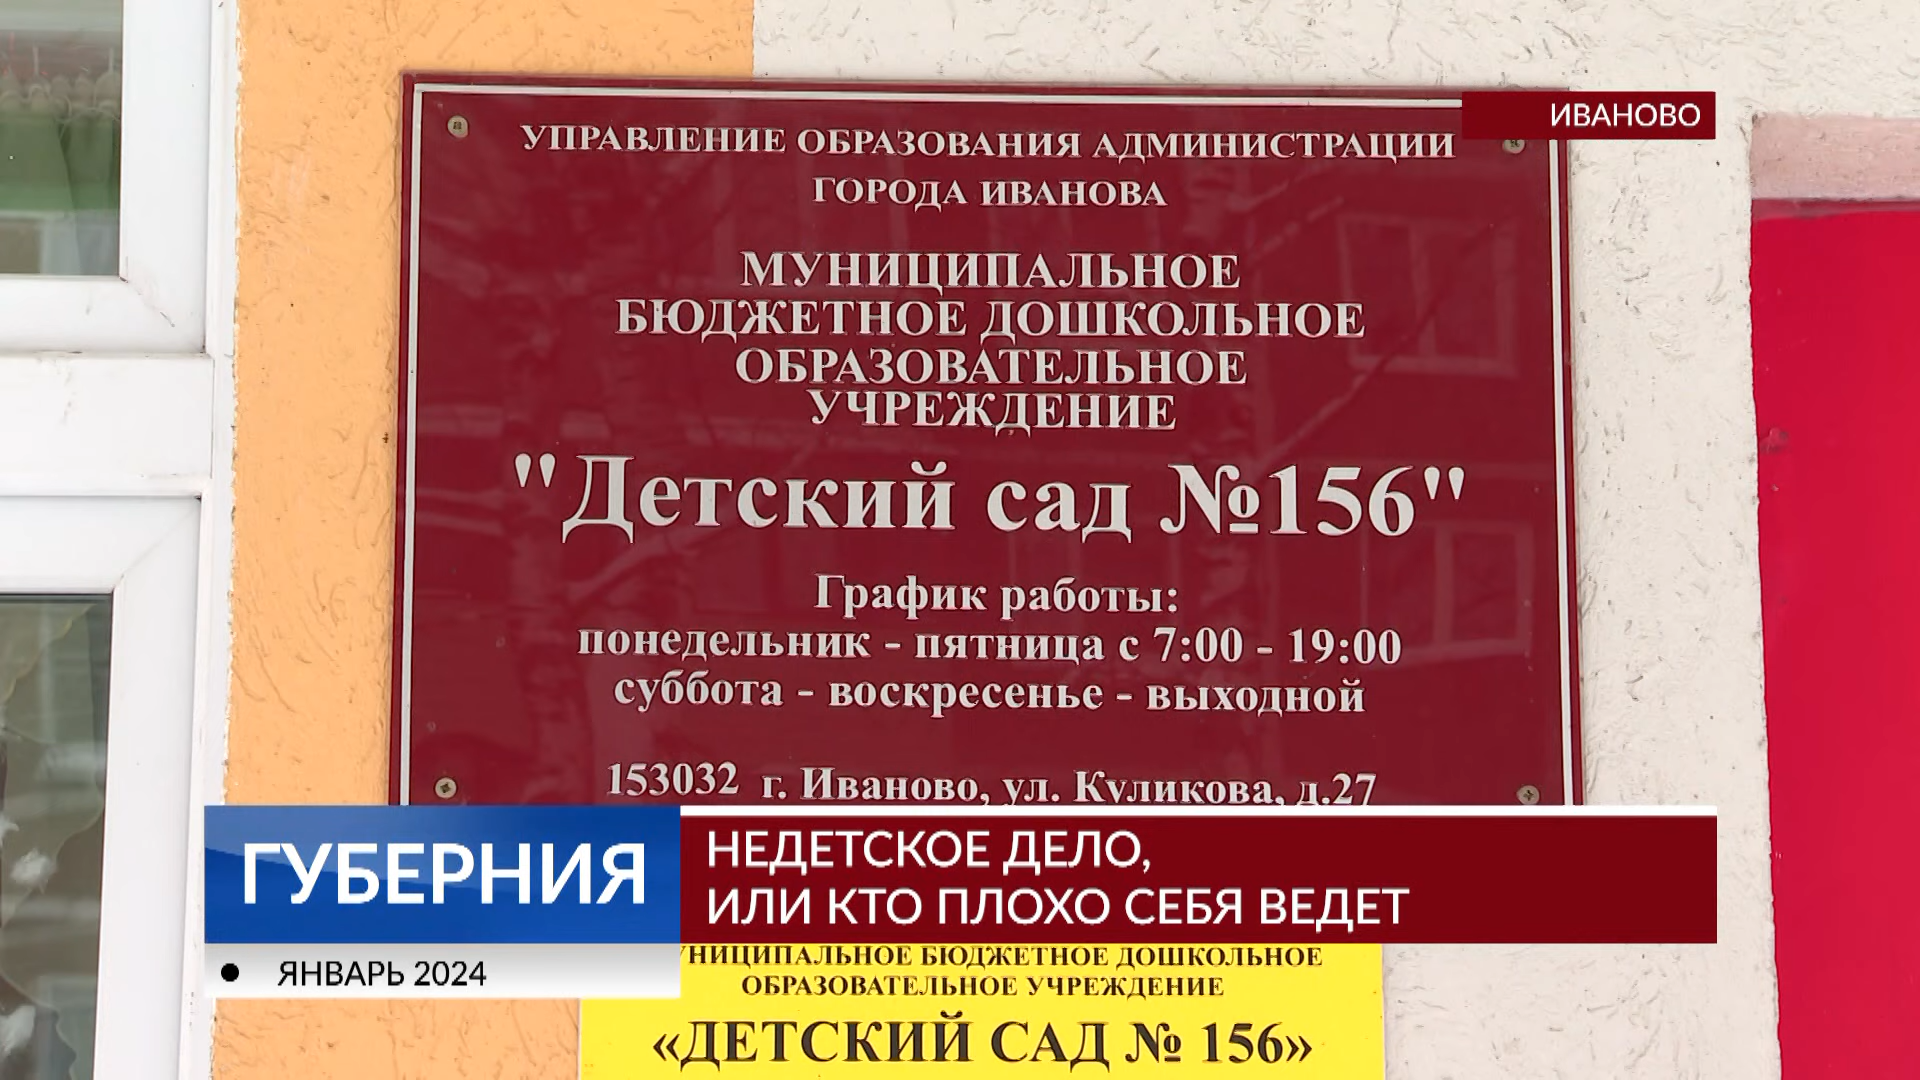 ИВАНОВО
УПРАВЛЕНИЕ ОБРАЗОВАНИЯ АДМИНИСТРАЦИИ
ГОРОДА ИВАНОВА
МУНИЦИПАЛЬНОЕ
БЮДЖЕТНОЕ ДОШКОЛЬНОЕ
ОБРАЗОВАТЕЛЬНОЕ
УЧРЕЖДЕНИЕ
"Детский сад №156"
График работы:
понедельник - пятница с 7:00 - 19:00
суббота - воскресенье - выходной
153032 г. Иваново, ул. Куликова, д.27
ГУБЕРНИЯ
НЕДЕТСКОЕ ДЕЛО,
ИЛИ КТО ПЛОХО СЕБЯ ВЕДЕТ
• ЯНВАРЬ 2024
УНИЦИПАЛЬНОЕ БЮДЖЕТНОЕ ДОШКОЛЬНОЕ
ОБРАЗОВАТЕЛЬНОЕ УЧРЕЖДЕНИЕ
«ДЕТСКИЙ САД № 156»